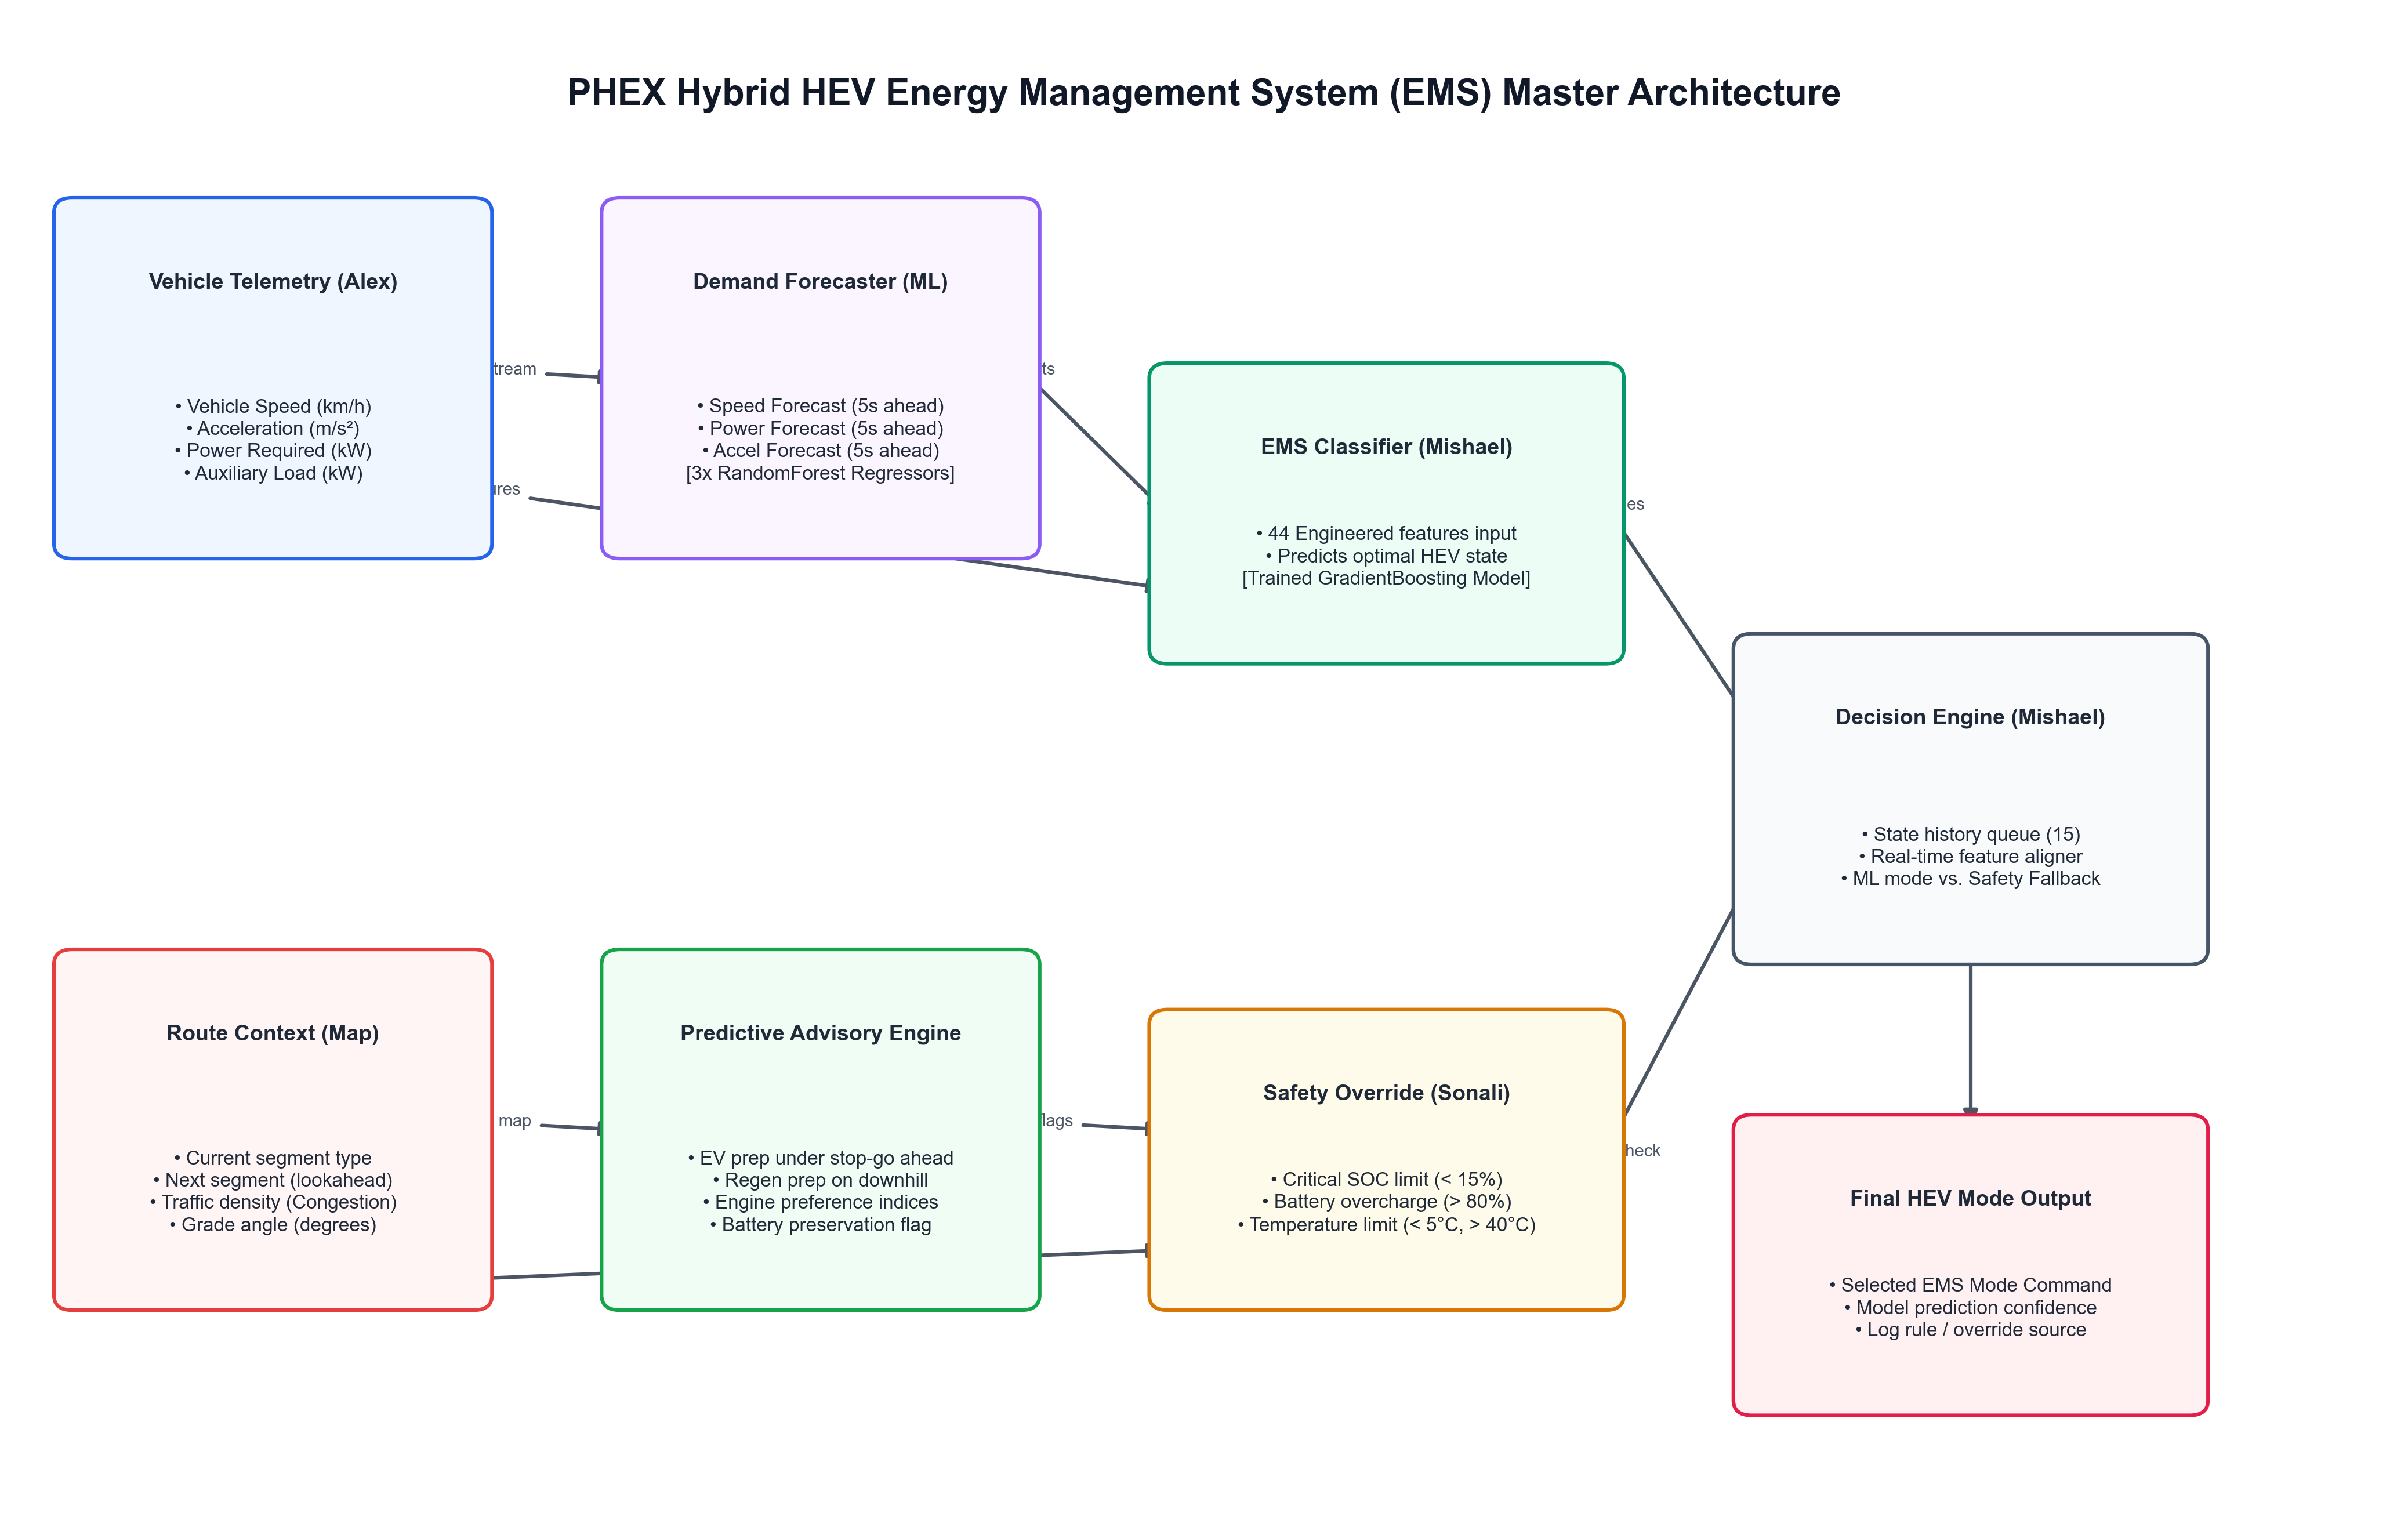 PHEX Hybrid HEV Energy Management System (EMS) Master Architecture
Vehicle Telemetry (Alex)
• Vehicle Speed (km/h)
• Acceleration (m/s²)
• Power Required (kW)
• Auxiliary Load (kW)
Demand Forecaster (ML)
• Speed Forecast (5s ahead)
• Power Forecast (5s ahead)
• Accel Forecast (5s ahead)
[3x RandomForest Regressors]
EMS Classifier (Mishael)
• 44 Engineered features input
• Predicts optimal HEV state
[Trained GradientBoosting Model]
Decision Engine (Mishael)
• State history queue (15)
• Real-time feature aligner
• ML mode vs. Safety Fallback
Route Context (Map)
• Current segment type
• Next segment (lookahead)
• Traffic density (Congestion)
• Grade angle (degrees)
map
Predictive Advisory Engine
• EV prep under stop-go ahead
• Regen prep on downhill
• Engine preference indices
• Battery preservation flag
Safety Override (Sonali)
• Critical SOC limit (< 15%)
• Battery overcharge (> 80%)
• Temperature limit (< 5°C, > 40°C)
Final HEV Mode Output
• Selected EMS Mode Command
• Model prediction confidence
• Log rule / override source